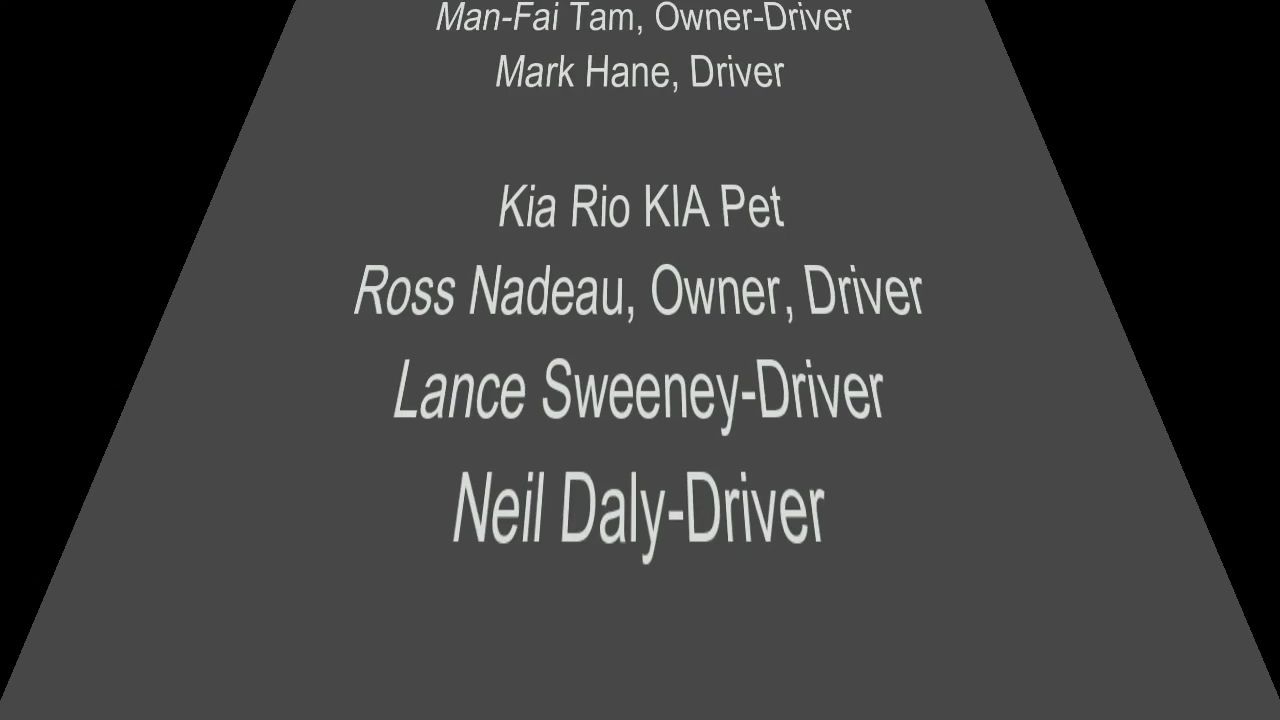 Man-Fai Tam, Owner-Driver
Mark Hane, Driver
Kia Rio KIA Pet
Ross Nadeau, Owner, Driver
Lance Sweeney-Driver
Neil Daly-Driver